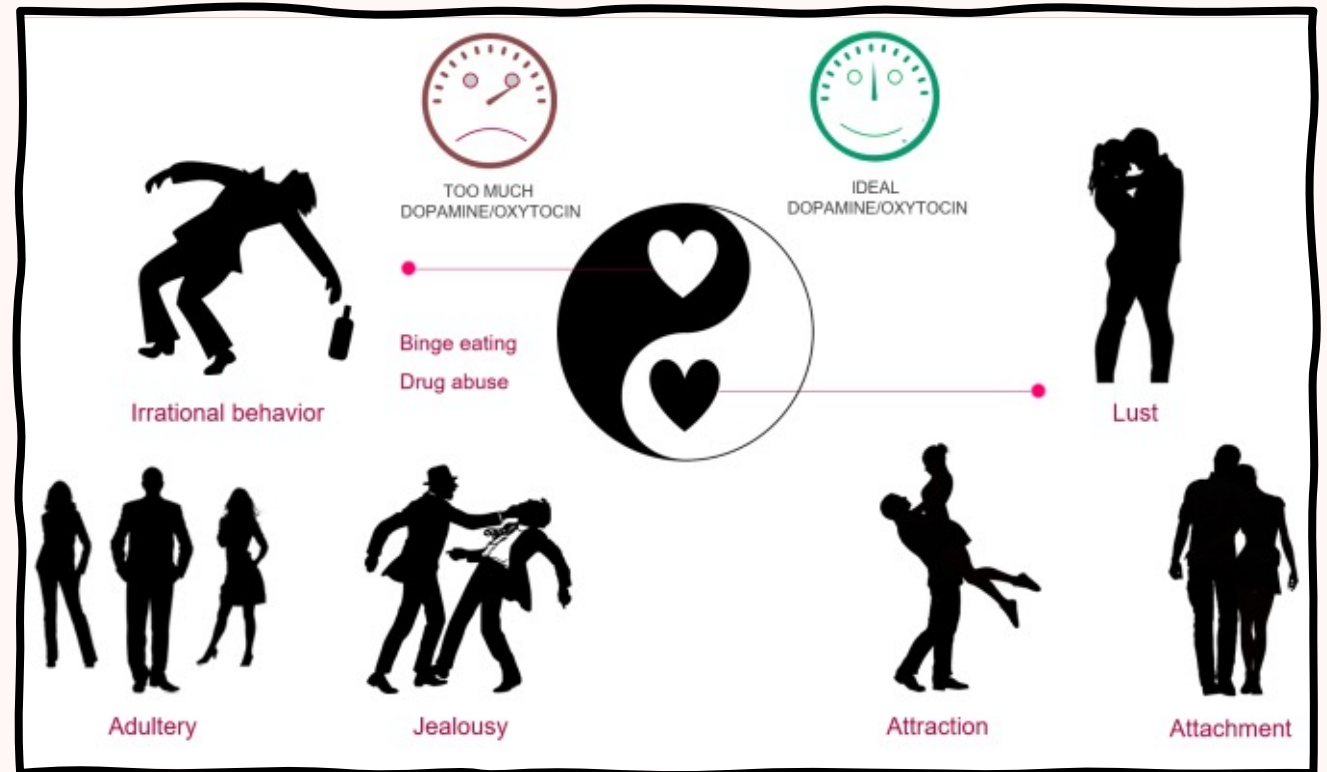 TOO MUCH
DOPAMINE/OXYTOCIN
IDEAL
DOPAMINE/OXYTOCIN
Binge eating
Drug abuse
Irrational behavior
Lust
Adultery
Jealousy
Attraction
Attachment